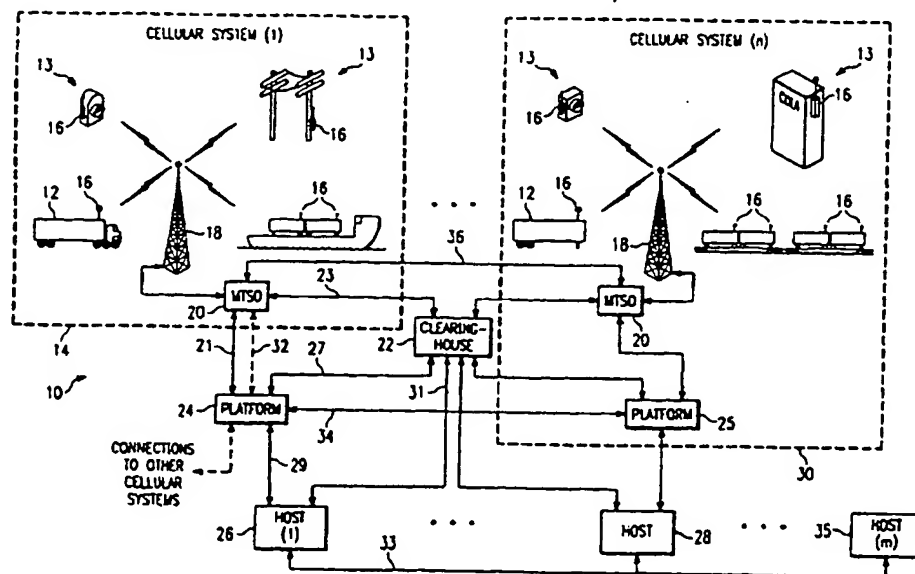 CELLULAR SYSTEM (1)
13
13
16
16
12
16
18
16
20
MTSO
23
36
14
21
32
10
24
PLATFORM
27
34
CONNECTIONS
TO OTHER
CELLULAR
SYSTEMS
29
26
HOST
(1)
33
22
CLEARING-
HOUSE
31
CELLULAR SYSTEM (n)
13
13
16
COLA
16
12
16
18
16
16
MTSO
20
PLATFORM
25
30
HOST
28
35
HOST
(m)